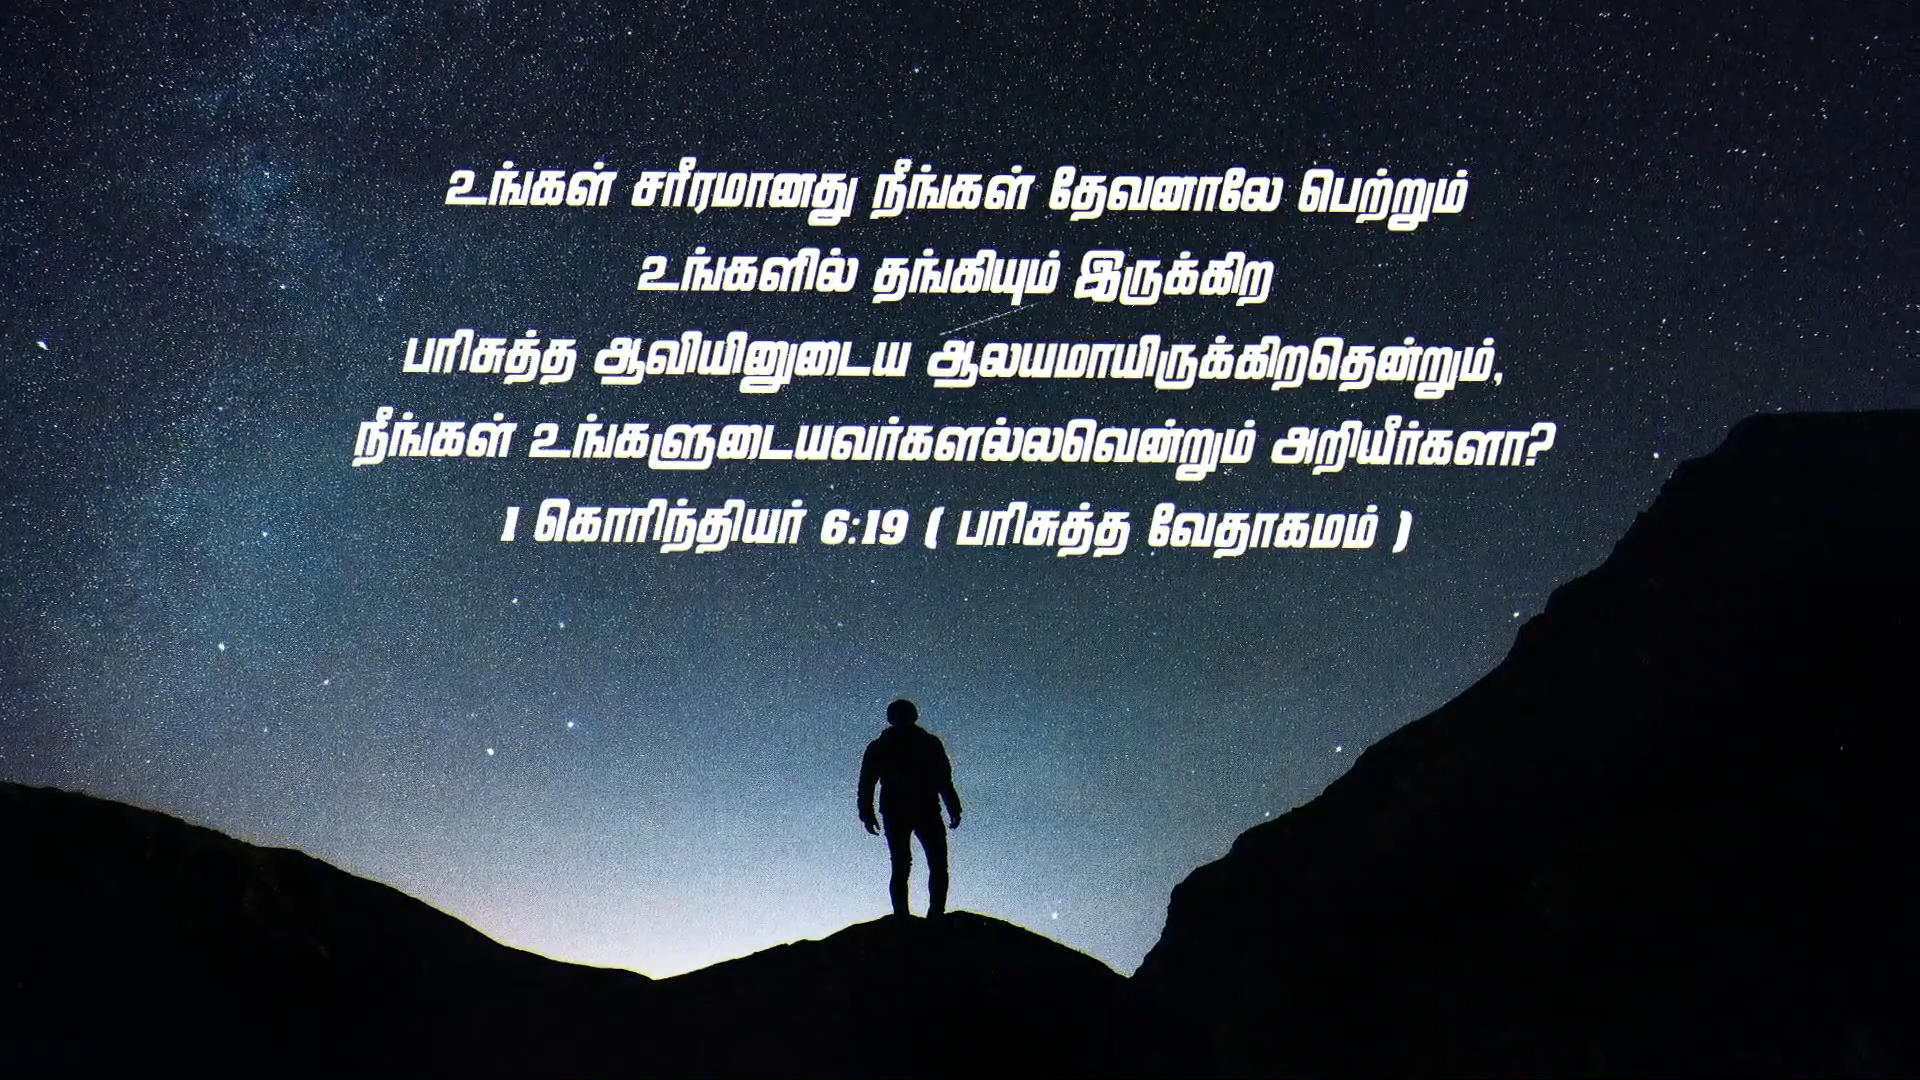 உங்கள் சரீரமானது நீங்கள் தேவனாலே பெற்றும்
உங்களில் தங்கியும் இருக்கிற
பரிசுத்த ஆவியினுடைய ஆலயமாயிருக்கிறதென்றும்,
நீங்கள் உங்களுடையவர்களல்லவென்றும் அறியீர்களா?
1 கொரிந்தியர் 6:19 ( பரிசுத்த வேதாகமம் )